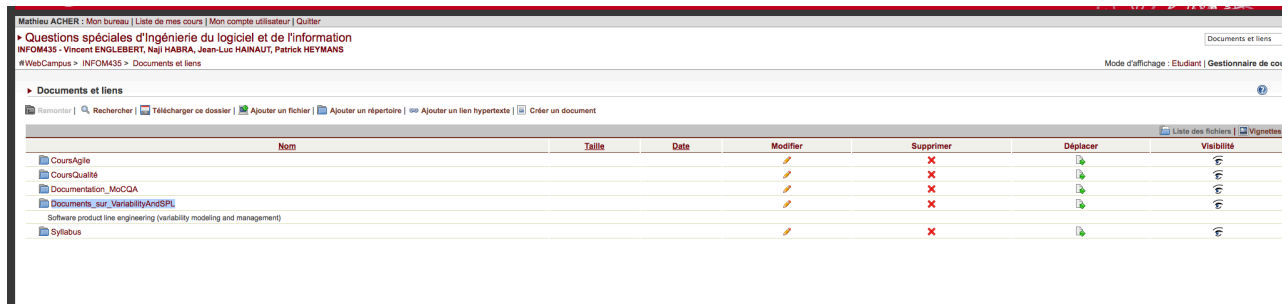 Mathieu ACHER : Mon bureau | Liste de mes cours | Mon compte utilisateur | Quitter
Questions spéciales d'Ingénierie du logiciel et de l'information
INFOM435 - Vincent ENGLEBERT, Naji HABRA, Jean-Luc HAINAUT, Patrick HEYMANS
Documents et liens
WebCampus > INFOM435 > Documents et liens
Mode d'affichage : Etudiant | Gestionnaire de cou
Documents et liens
Remonter | Rechercher | Télécharger ce dossier | Ajouter un fichier | Ajouter un répertoire | Ajouter un lien hypertexte | Créer un document
Liste des fichiers | Vignettes
Nom Taille Date Modifier Supprimer Déplacer Visibilité
CoursAgile
CoursQualité
Documentation_MoCQA
Documents_sur_VariabilityAndSPL
Software product line engineering (variability modeling and management)
Syllabus